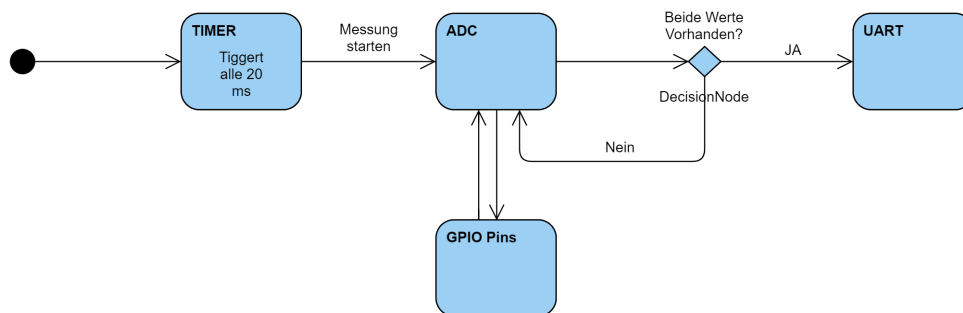 TIMER
Tiggert
alle 20
ms
Messung
starten
ADC
Beide Werte
Vorhanden?
DecisionNode
JA
UART
Nein
GPIO Pins